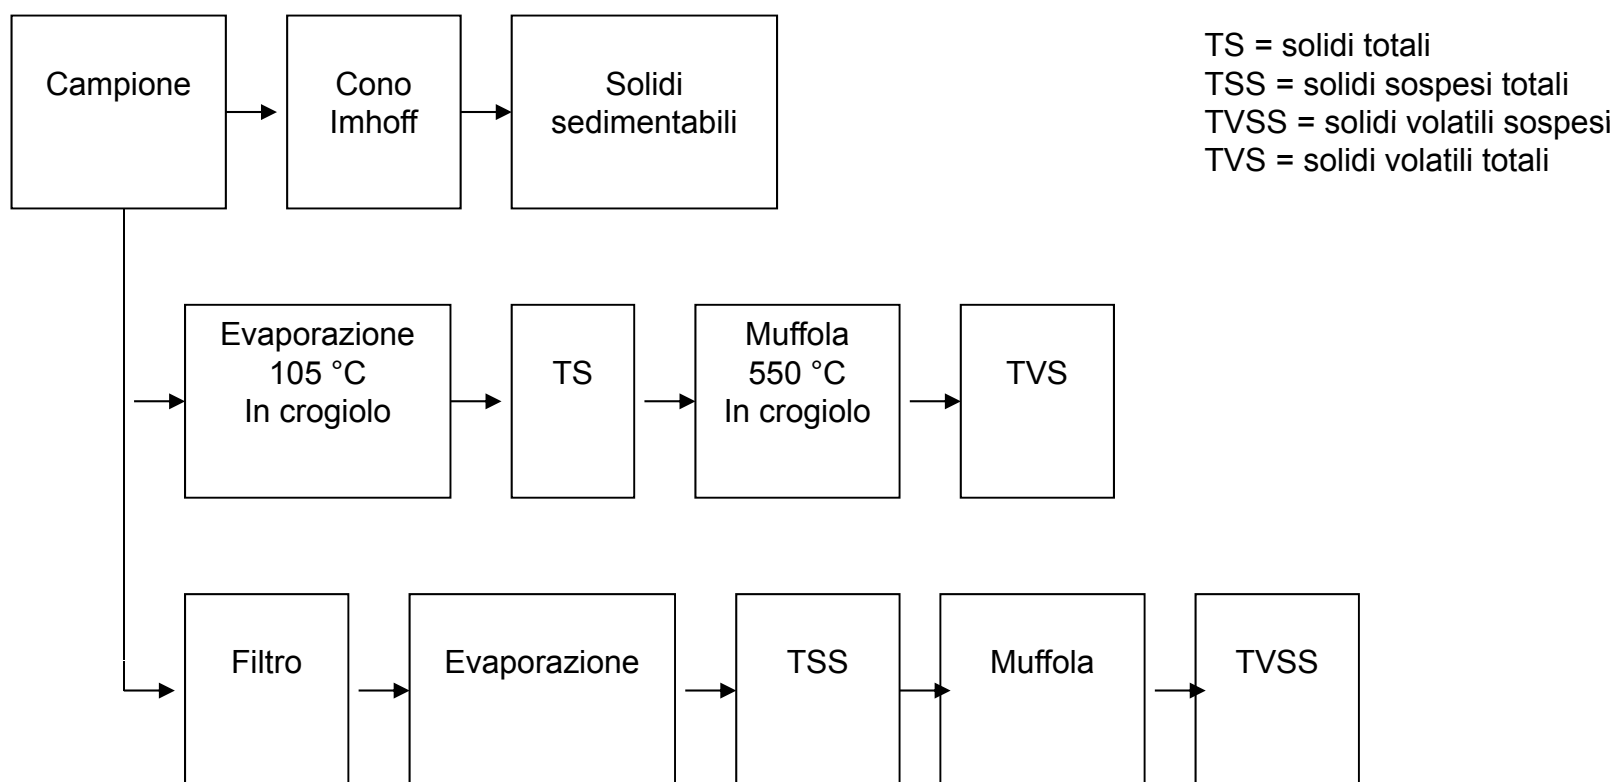 Campione
Cono
Imhoff
Solidi
sedimentabili
TS = solidi totali
TSS = solidi sospesi totali
TVSS = solidi volatili sospesi
TVS = solidi volatili totali
Evaporazione
105 °C
In crogiolo
TS
Muffola
550 °C
In crogiolo
TVS
Filtro
Evaporazione
TSS
Muffola
TVSS